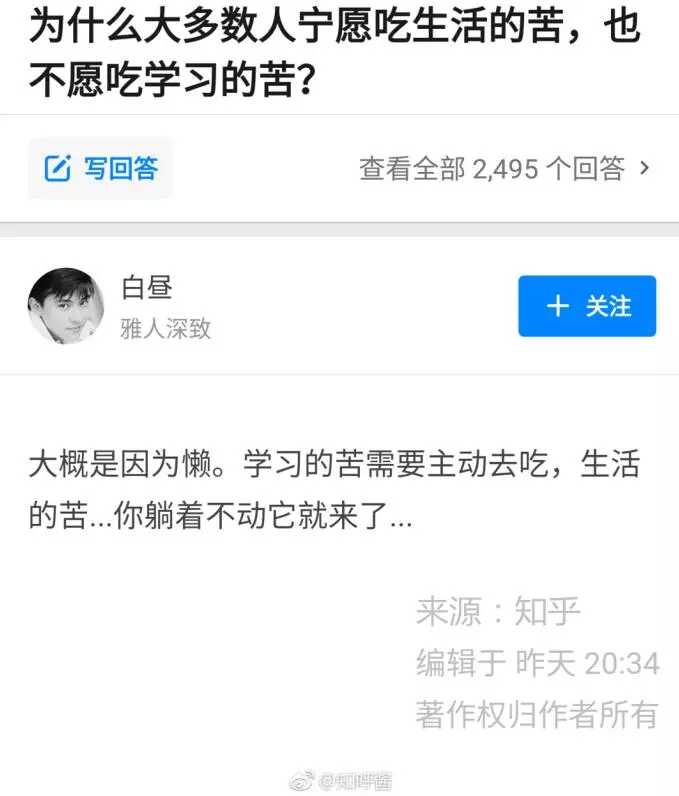 为什么大多数人宁愿吃生活的苦，也
不愿吃学习的苦？
写回答
查看全部 2,495 个回答 >
白昼
雅人深致
+ 关注
大概是因为懒。学习的苦需要主动去吃，生活
的苦...你躺着不动它就来了...
来源：知乎
编辑于 昨天 20:34
著作权归作者所有
@知呼酱